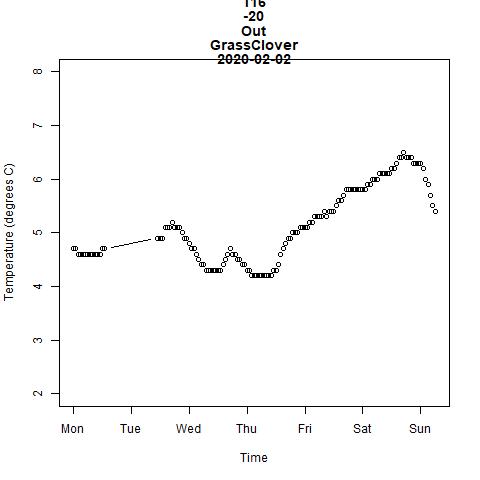 T16
-20
Out
GrassClover
2020-02-02
8
7
6
5
4
3
2
Temperature (degrees C)
Mon Tue Wed Thu Fri Sat Sun
Time